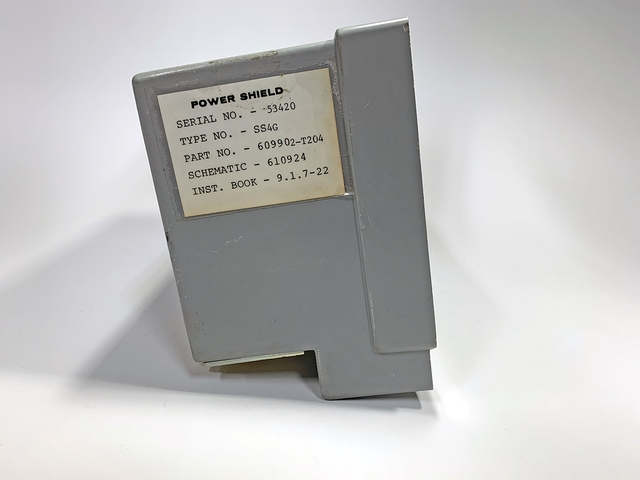 POWER SHIELD
SERIAL NO. - 53420
TYPE NO. - SS4G
PART NO. - 609902-T204
SCHEMATIC - 610924
INST. BOOK - 9.1.7-22